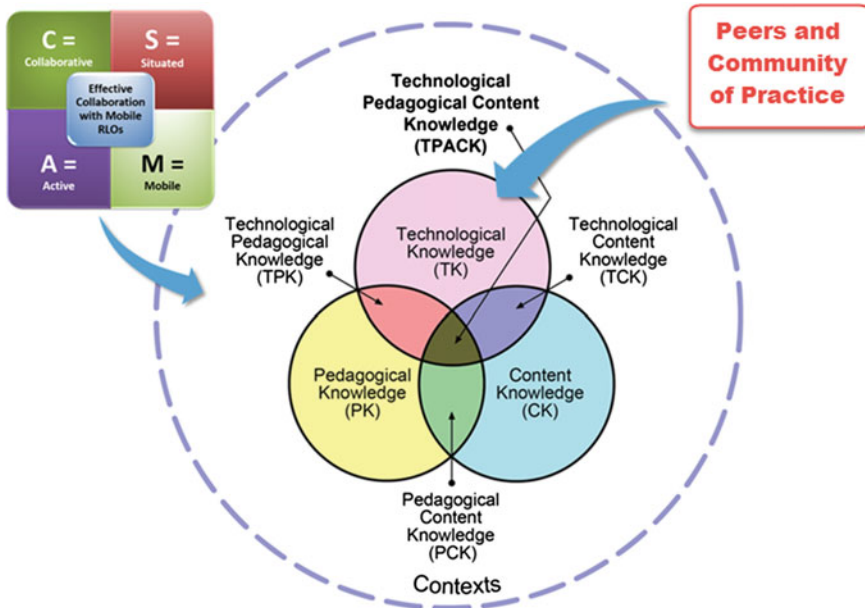 C =
Collaborative
S =
Situated
Effective
Collaboration
with Mobile
RLOs
A =
Active
M =
Mobile
Peers and
Community
of Practice
Technological
Pedagogical Content
Knowledge
(TPACK)
Technological
Pedagogical
Knowledge
(TPK)
Technological
Knowledge
(TK)
Technological
Content
Knowledge
(TCK)
Pedagogical
Knowledge
(PK)
Content
Knowledge
(CK)
Pedagogical
Content
Knowledge
(PCK)
Contexts